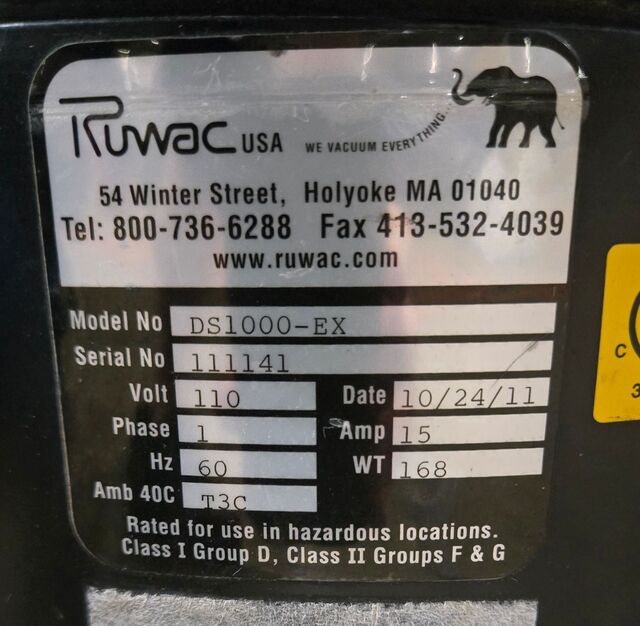 Ruwac USA WE VACUUM EVERYTHING...
54 Winter Street, Holyoke MA 01040
Tel: 800-736-6288 Fax 413-532-4039
www.ruwac.com
Model No DS1000-EX
Serial No 111141
Volt 110 Date 10/24/11
Phase 1 Amp 15
Hz 60 WT 168
Amb 40C T3C
Rated for use in hazardous locations.
Class I Group D, Class II Groups F & G
C
3